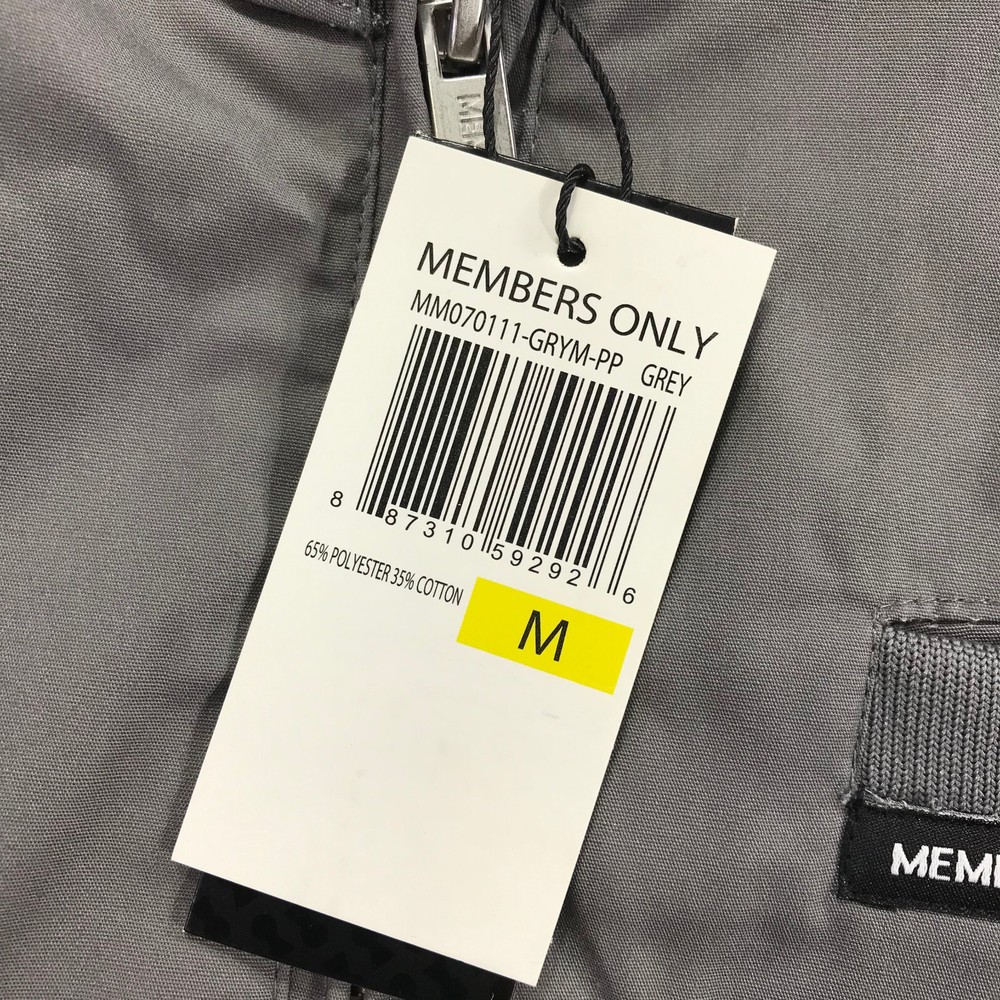 MEMBERS ONLY
MM070111-GRYM-PP GREY
8 87310 59292 6
65% POLYESTER 35% COTTON
M